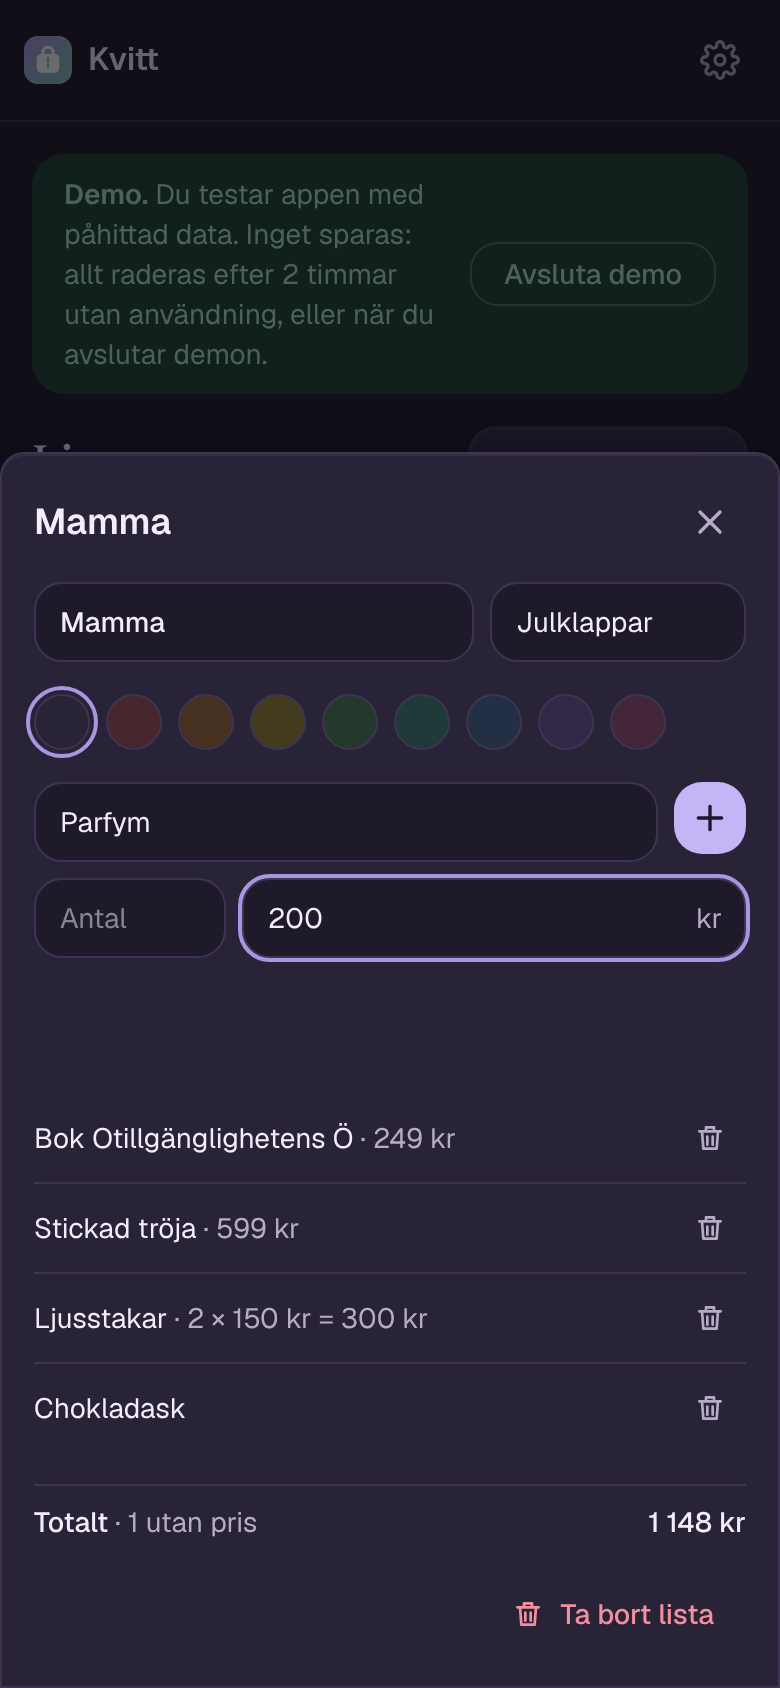 Kvitt
Demo. Du testar appen med
påhittad data. Inget sparas:
allt raderas efter 2 timmar
utan användning, eller när du
avslutar demon.
Avsluta demo
Mamma
Mamma
Julklappar
Parfym
Antal
200 kr
Bok Otillgänglighetens Ö · 249 kr
Stickad tröja · 599 kr
Ljusstakar · 2 × 150 kr = 300 kr
Chokladask
Totalt · 1 utan pris 1 148 kr
Ta bort lista